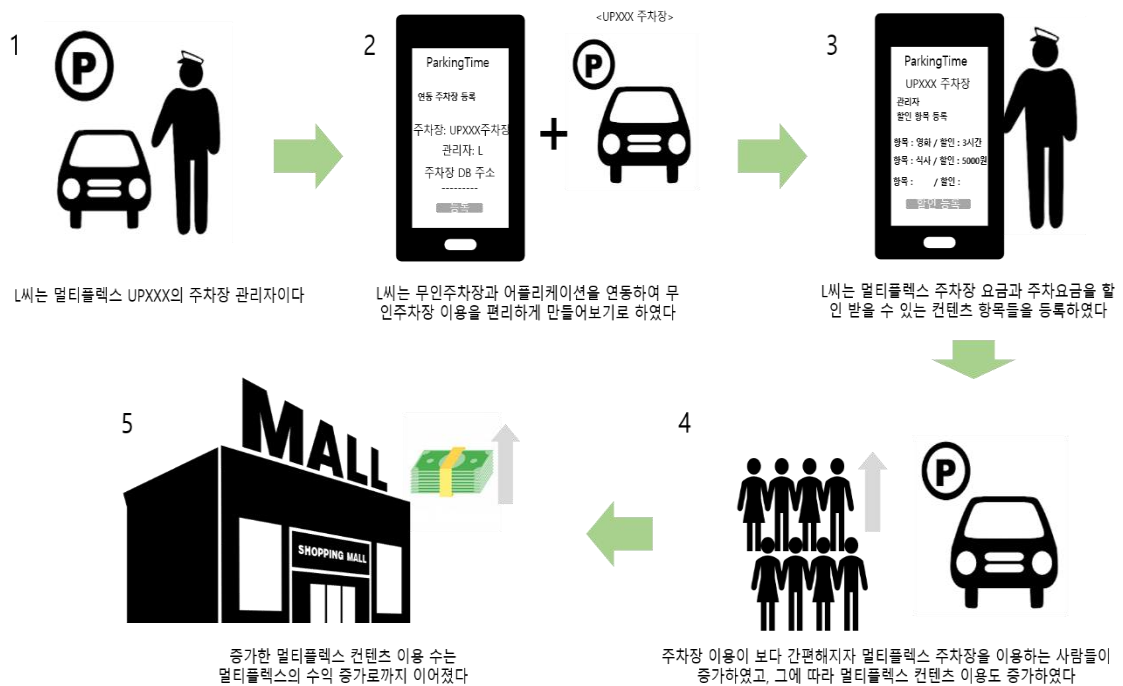 1
P
L씨는 멀티플렉스 UPXXX의 주차장 관리자이다
2
ParkingTime
연동 주차장 등록
주차장: UPXXX주차장
관리자: L
주차장 DB 주소
---------
등록
+
<UPXXX 주차장>
P
L씨는 무인주차장과 어플리케이션을 연동하여 무
인주차장 이용을 편리하게 만들어보기로 하였다
3
ParkingTime
UPXXX 주차장
관리자
할인 항목 등록
항목 : 영화 / 할인 : 3시간
항목 : 식사 / 할인 : 5000원
항목 : / 할인 :
할인 등록
L씨는 멀티플렉스 주차장 요금과 주차요금을 할
인 받을 수 있는 컨텐츠 항목들을 등록하였다
4
P
주차장 이용이 보다 간편해지자 멀티플렉스 주차장을 이용하는 사람들이
증가하였고, 그에 따라 멀티플렉스 컨텐츠 이용도 증가하였다
5
MALL
SHOPPING MALL
증가한 멀티플렉스 컨텐츠 이용 수는
멀티플렉스의 수익 증가로까지 이어졌다